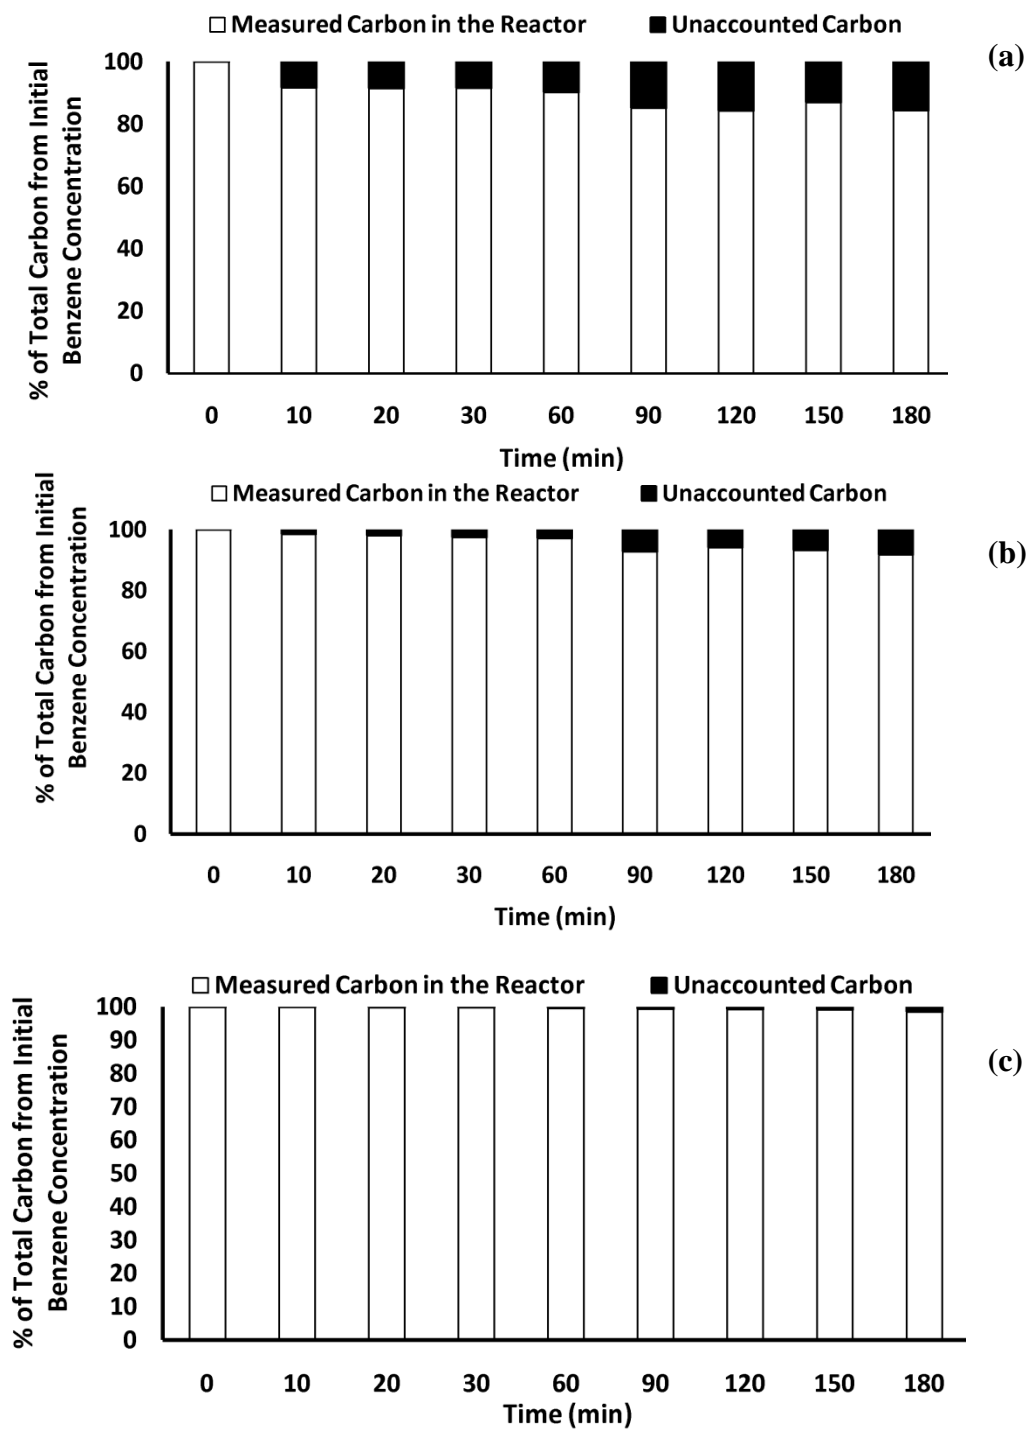 Measured Carbon in the Reactor Unaccounted Carbon
(a)
% of Total Carbon from Initial
Benzene Concentration
100
80
60
40
20
0
0 10 20 30 60 90 120 150 180
Time (min)
Measured Carbon in the Reactor Unaccounted Carbon
(b)
% of Total Carbon from Initial
Benzene Concentration
100
80
60
40
20
0
0 10 20 30 60 90 120 150 180
Time (min)
Measured Carbon in the Reactor Unaccounted Carbon
(c)
% of Total Carbon from Initial
Benzene Concentration
100
90
80
70
60
50
40
30
20
10
0
0 10 20 30 60 90 120 150 180
Time (min)